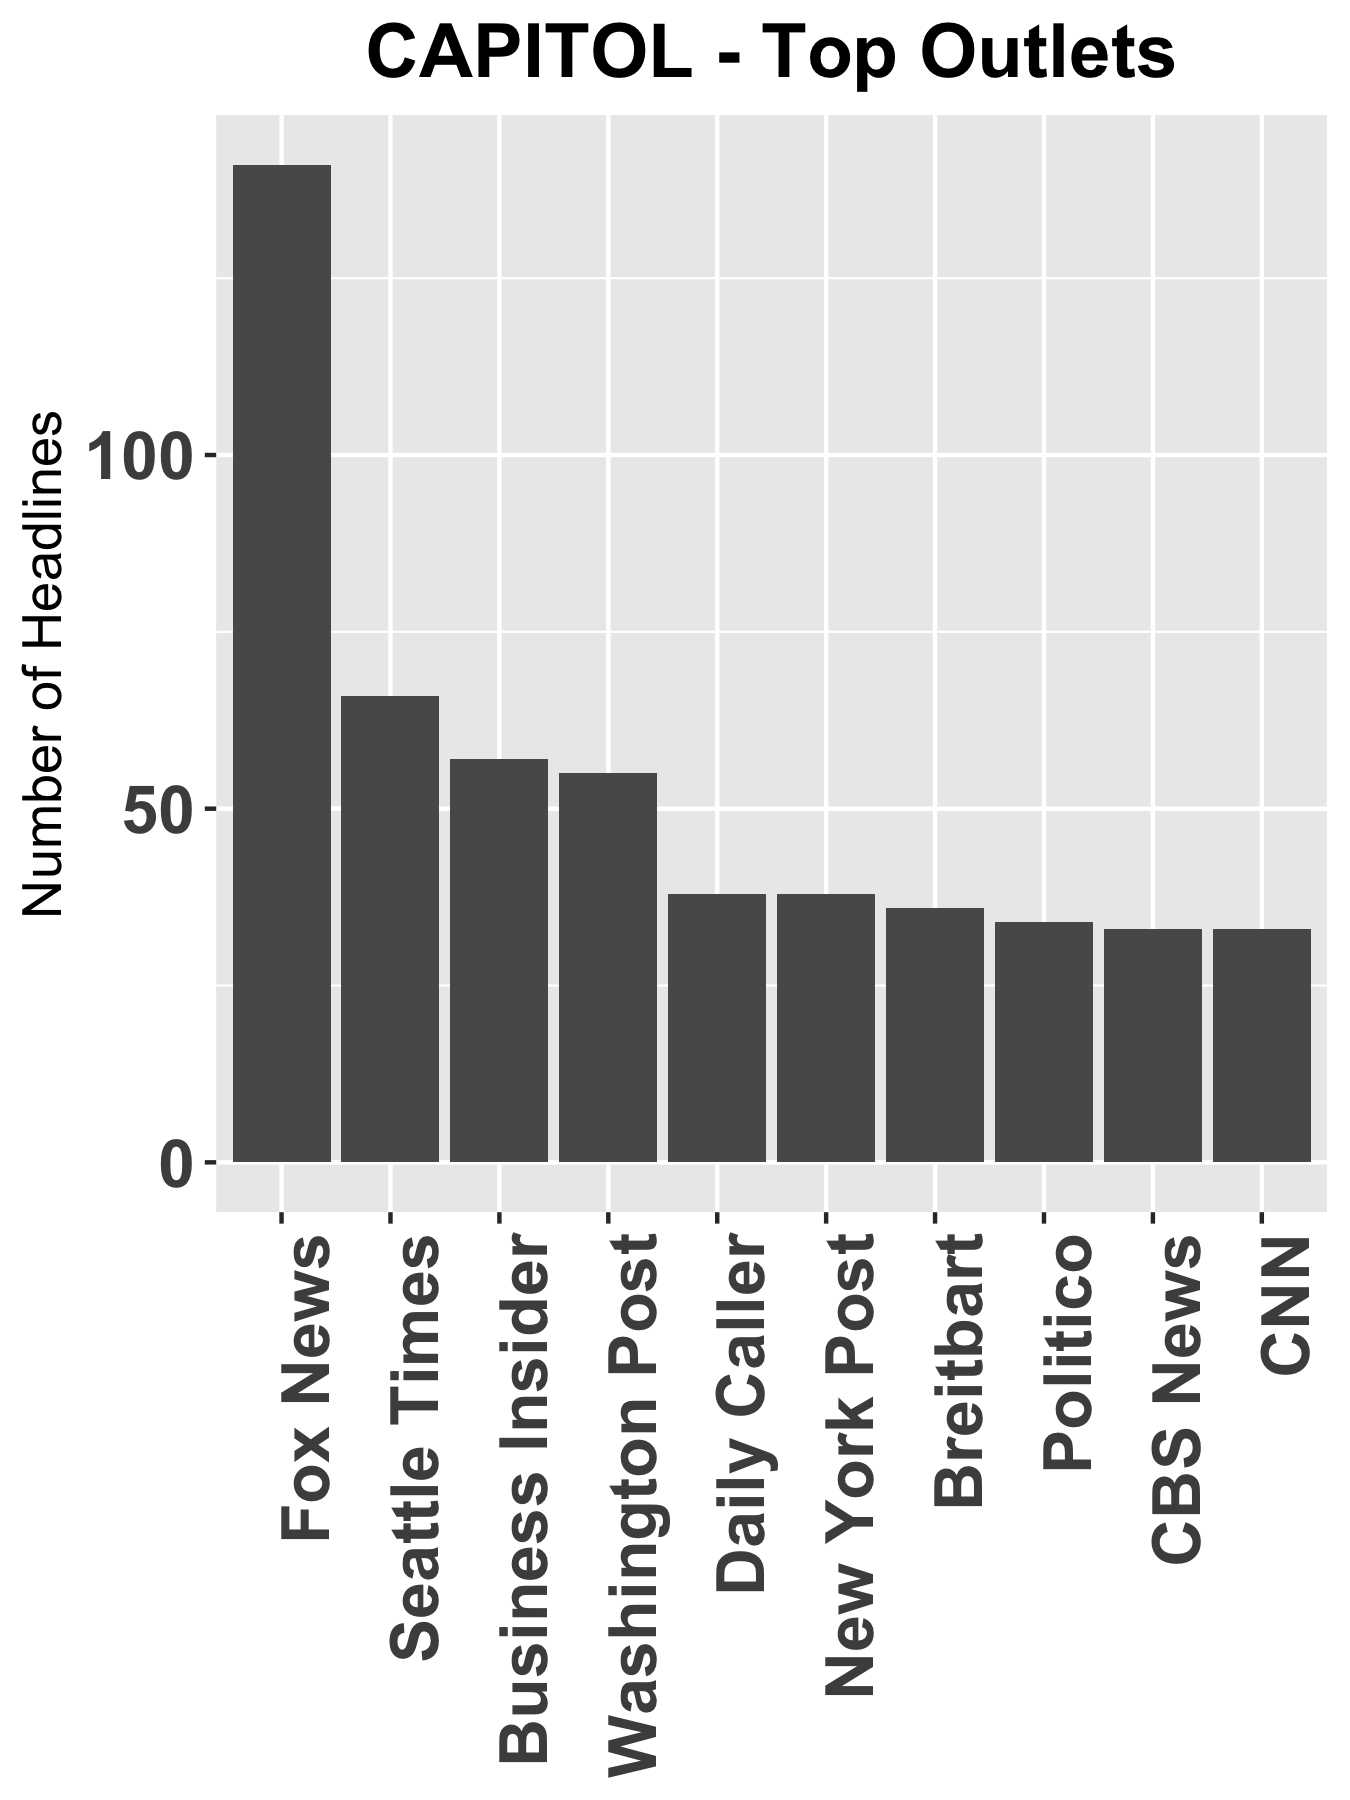 CAPITOL - Top Outlets
Number of Headlines
100
50
0
Fox News
Seattle Times
Business Insider
Washington Post
Daily Caller
New York Post
Breitbart
Politico
CBS News
CNN